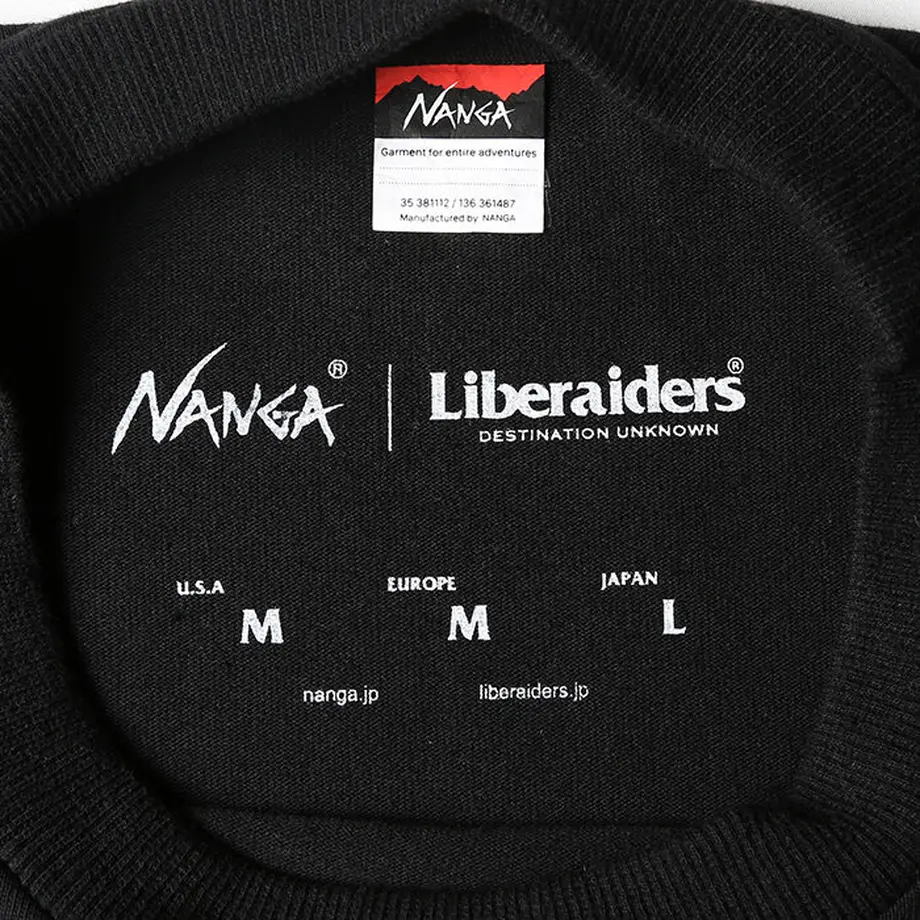 NANGA
Garment for entire adventures
35 381112 / 136 361487
Manufactured by NANGA
NANGA® | Liberaiders®
DESTINATION UNKNOWN
U.S.A EUROPE JAPAN
M M L
nanga.jp liberaiders.jp